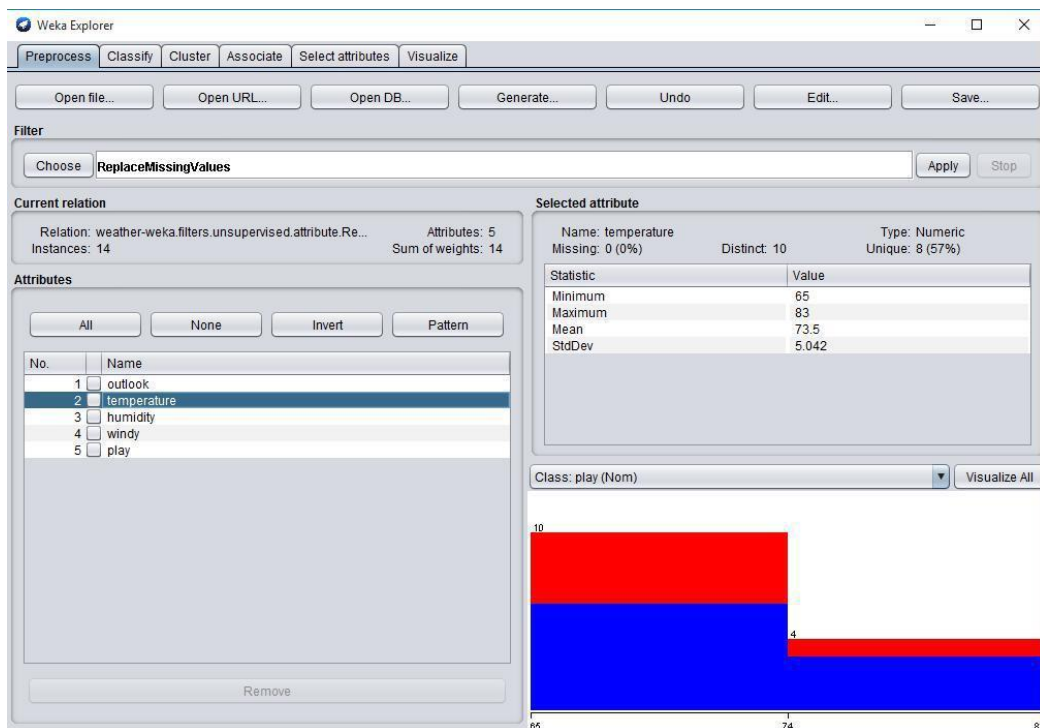 Weka Explorer
Preprocess Classify Cluster Associate Select attributes Visualize
Open file... Open URL... Open DB... Generate... Undo Edit... Save...
Filter
Choose ReplaceMissingValues Apply Stop
Current relation
Relation: weather-weka.filters.unsupervised.attribute.Re... Attributes: 5
Instances: 14 Sum of weights: 14
Attributes
All None Invert Pattern
No. Name
1 outlook
2 temperature
3 humidity
4 windy
5 play
Remove
Selected attribute
Name: temperature Type: Numeric
Missing: 0 (0%) Distinct: 10 Unique: 8 (57%)
Statistic Value
Minimum 65
Maximum 83
Mean 73.5
StdDev 5.042
Class: play (Nom) Visualize All
10
4
65 74